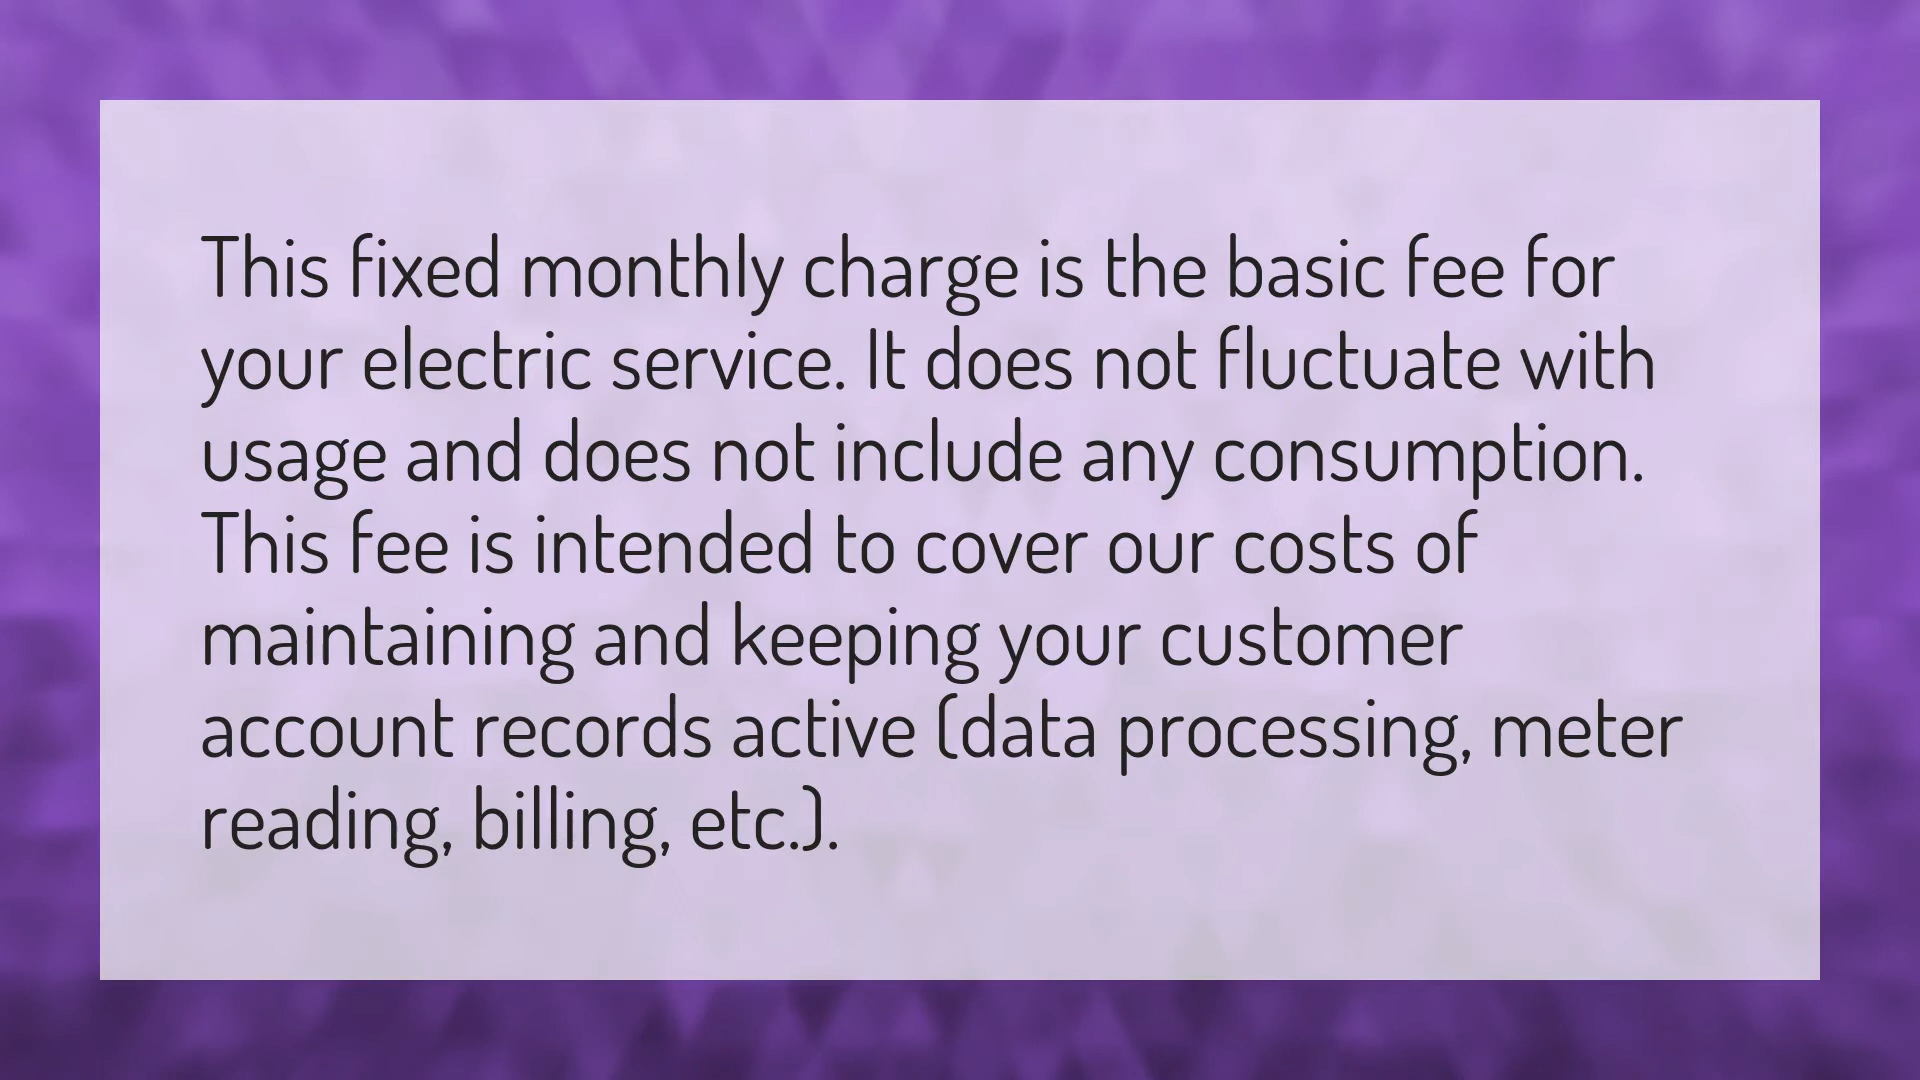 This fixed monthly charge is the basic fee for
your electric service. It does not fluctuate with
usage and does not include any consumption.
This fee is intended to cover our costs of
maintaining and keeping your customer
account records active (data processing, meter
reading, billing, etc.).